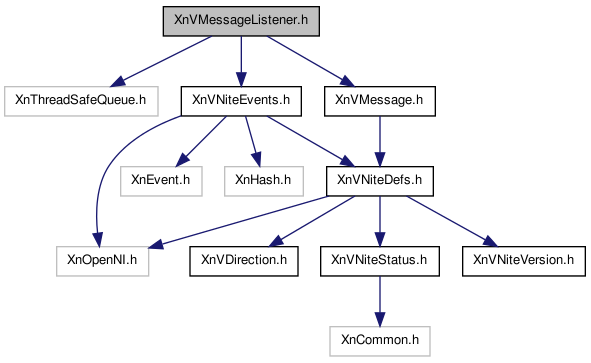 XnVMessageListener.h
XnThreadSafeQueue.h
XnVNiteEvents.h
XnVMessage.h
XnEvent.h
XnHash.h
XnVNiteDefs.h
XnOpenNI.h
XnVDirection.h
XnVNiteStatus.h
XnVNiteVersion.h
XnCommon.h